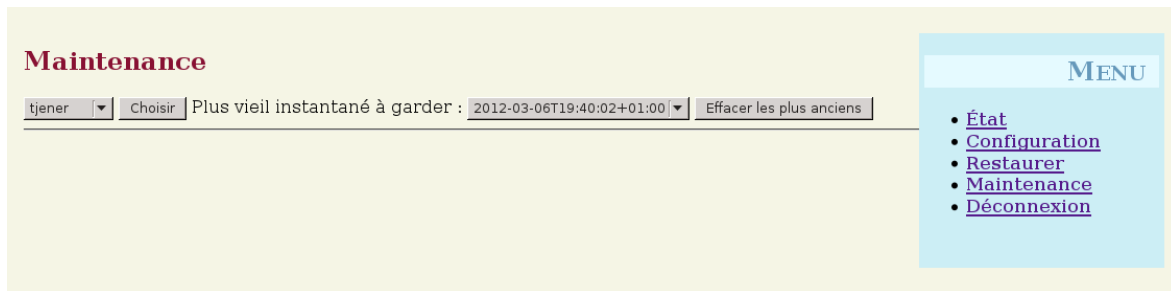 Maintenance
tjener Choisir Plus vieil instantané à garder : 2012-03-06T19:40:02+01:00 Effacer les plus anciens
MENU
État
Configuration
Restaurer
Maintenance
Déconnexion